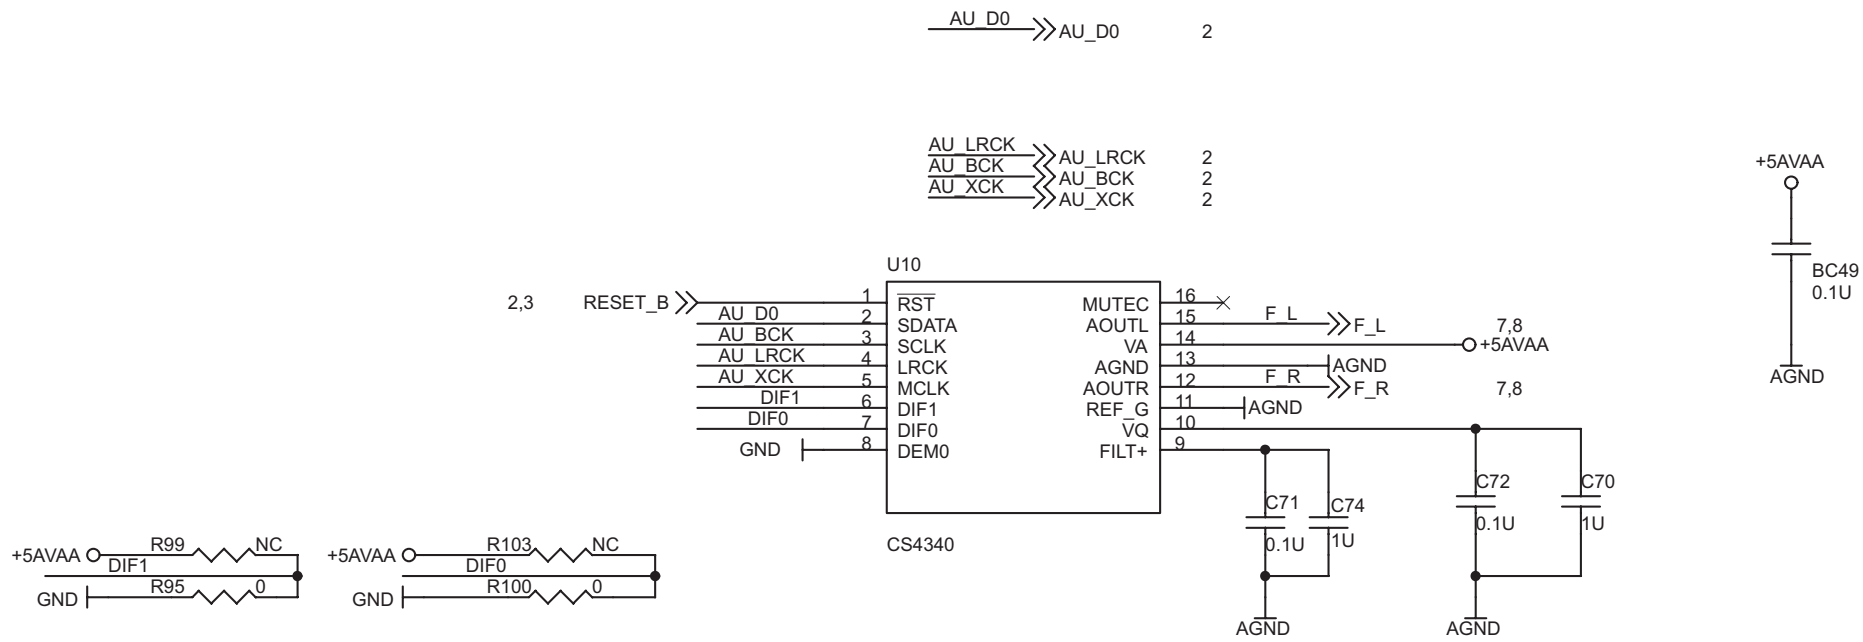 AU_D0 AU_D0 2
AU_LRCK AU_LRCK 2
AU_BCK AU_BCK 2
AU_XCK AU_XCK 2
+5AVAA
BC49
0.1U
AGND
U10
2,3 RESET_B 1 RST MUTEC 16
AU_D0 2 SDATA AOUTL 15 F_L F_L 7,8
AU_BCK 3 SCLK VA 14 +5AVAA
AU_LRCK 4 LRCK AGND 13 AGND
AU_XCK 5 MCLK AOUTR 12 F_R F_R 7,8
DIF1 6 DIF1 REF_G 11 AGND
DIF0 7 DIF0 VQ 10
GND 8 DEM0 FILT+ 9
CS4340
C71
0.1U
C74
1U
AGND
C72
0.1U
C70
1U
AGND
+5AVAA R99 NC
DIF1
GND R95 0
+5AVAA R103 NC
DIF0
GND R100 0